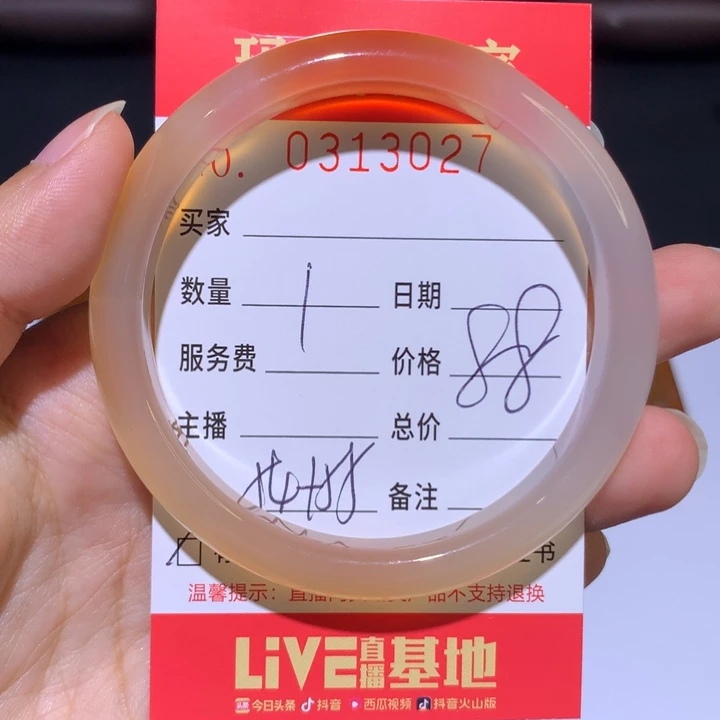 NO. 0313027
买家
数量 1 日期
服务费 价格 88
主播 总价
备注
温馨提示：直播 品不支持退换
LiVE直播基地
今日头条 抖音 西瓜视频 抖音火山版